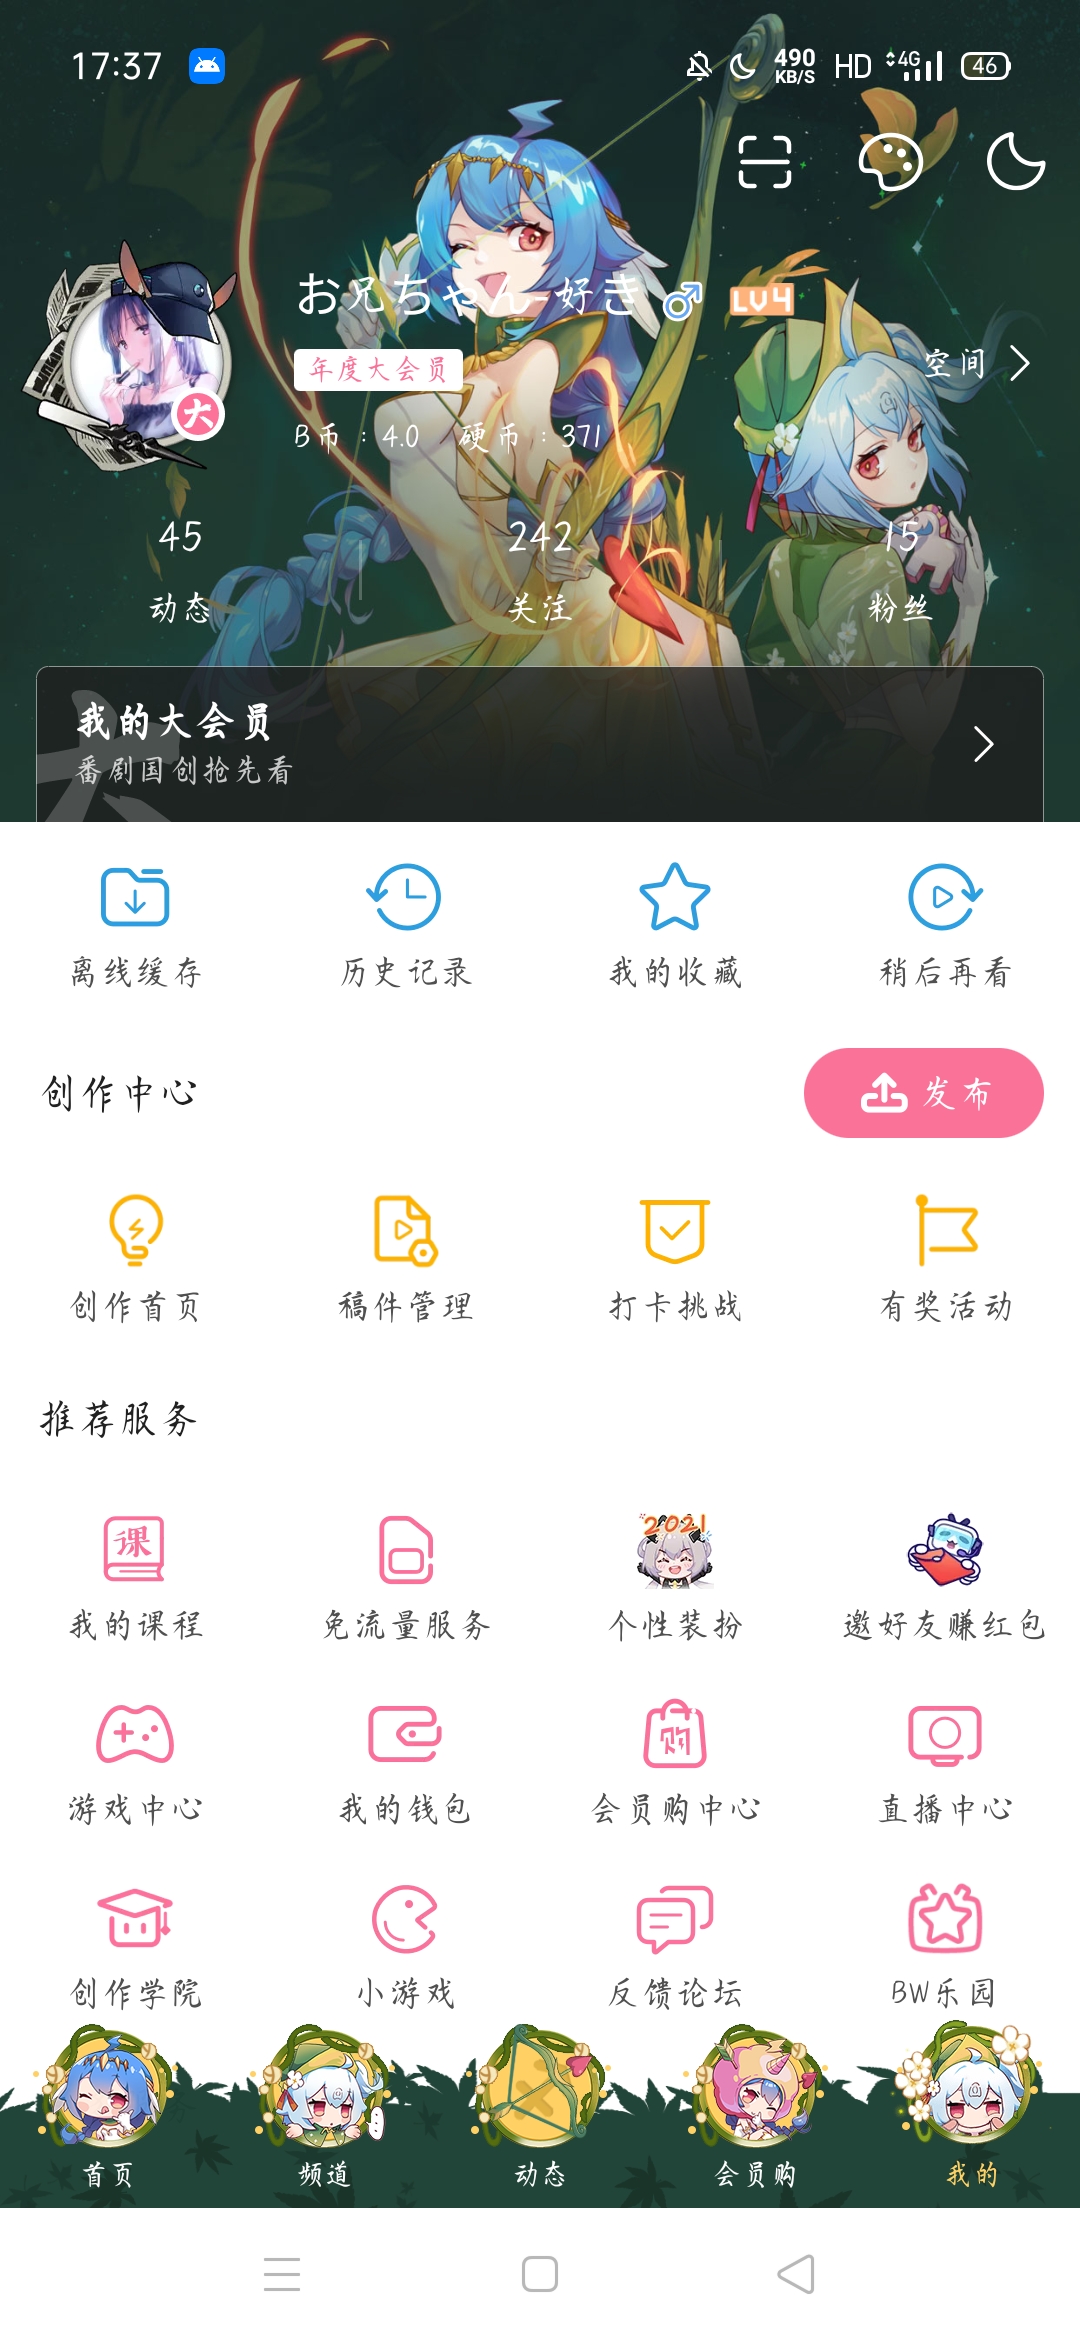 17:37 490 KB/S HD 4G 46
お兄ちゃん-好き LV4
年度大会员
空间
大
B币：4.0 硬币：371
45 242 15
动态 关注 粉丝
我的大会员
番剧国创抢先看
离线缓存 历史记录 我的收藏 稍后再看
创作中心 发布
创作首页 稿件管理 打卡挑战 有奖活动
推荐服务
课 2021
我的课程 免流量服务 个性装扮 邀好友赚红包
购
游戏中心 我的钱包 会员购中心 直播中心
创作学院 小游戏 反馈论坛 BW乐园
首页 频道 动态 会员购 我的